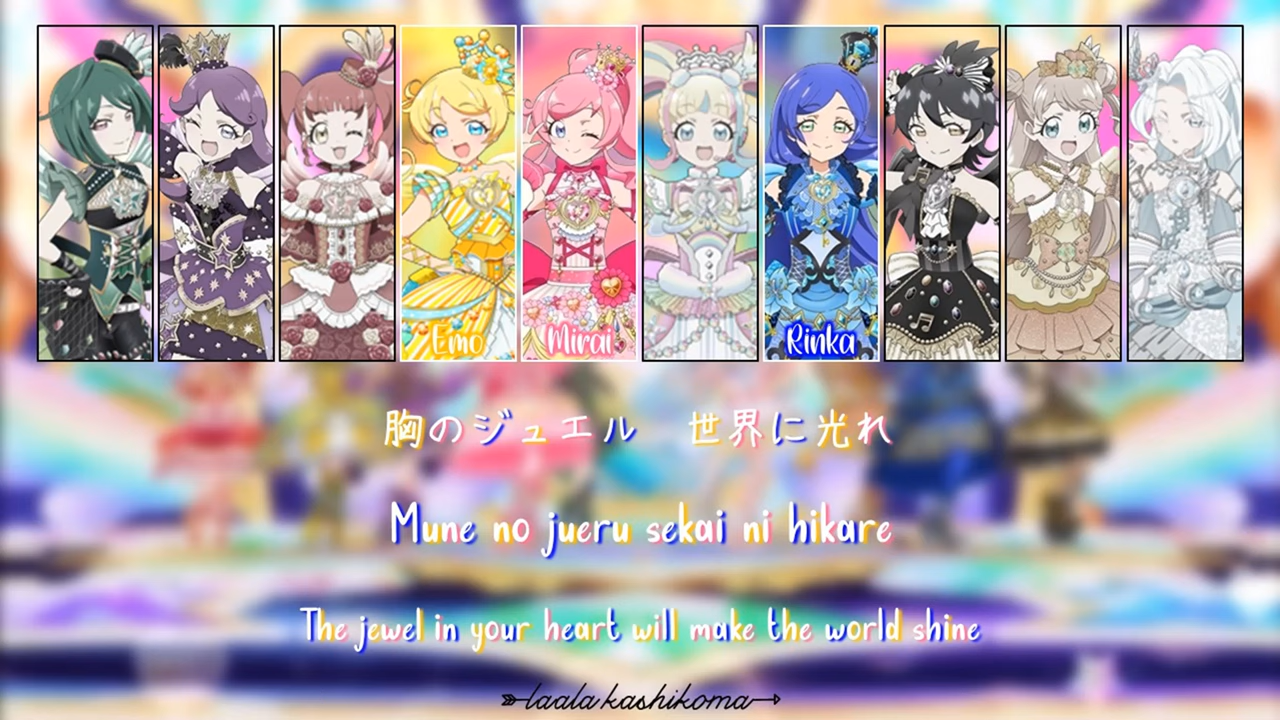 Emo Mirai Rinka
胸のジュエル　世界に光れ
Mune no jueru sekai ni hikare
The jewel in your heart will make the world shine
laala kashikoma